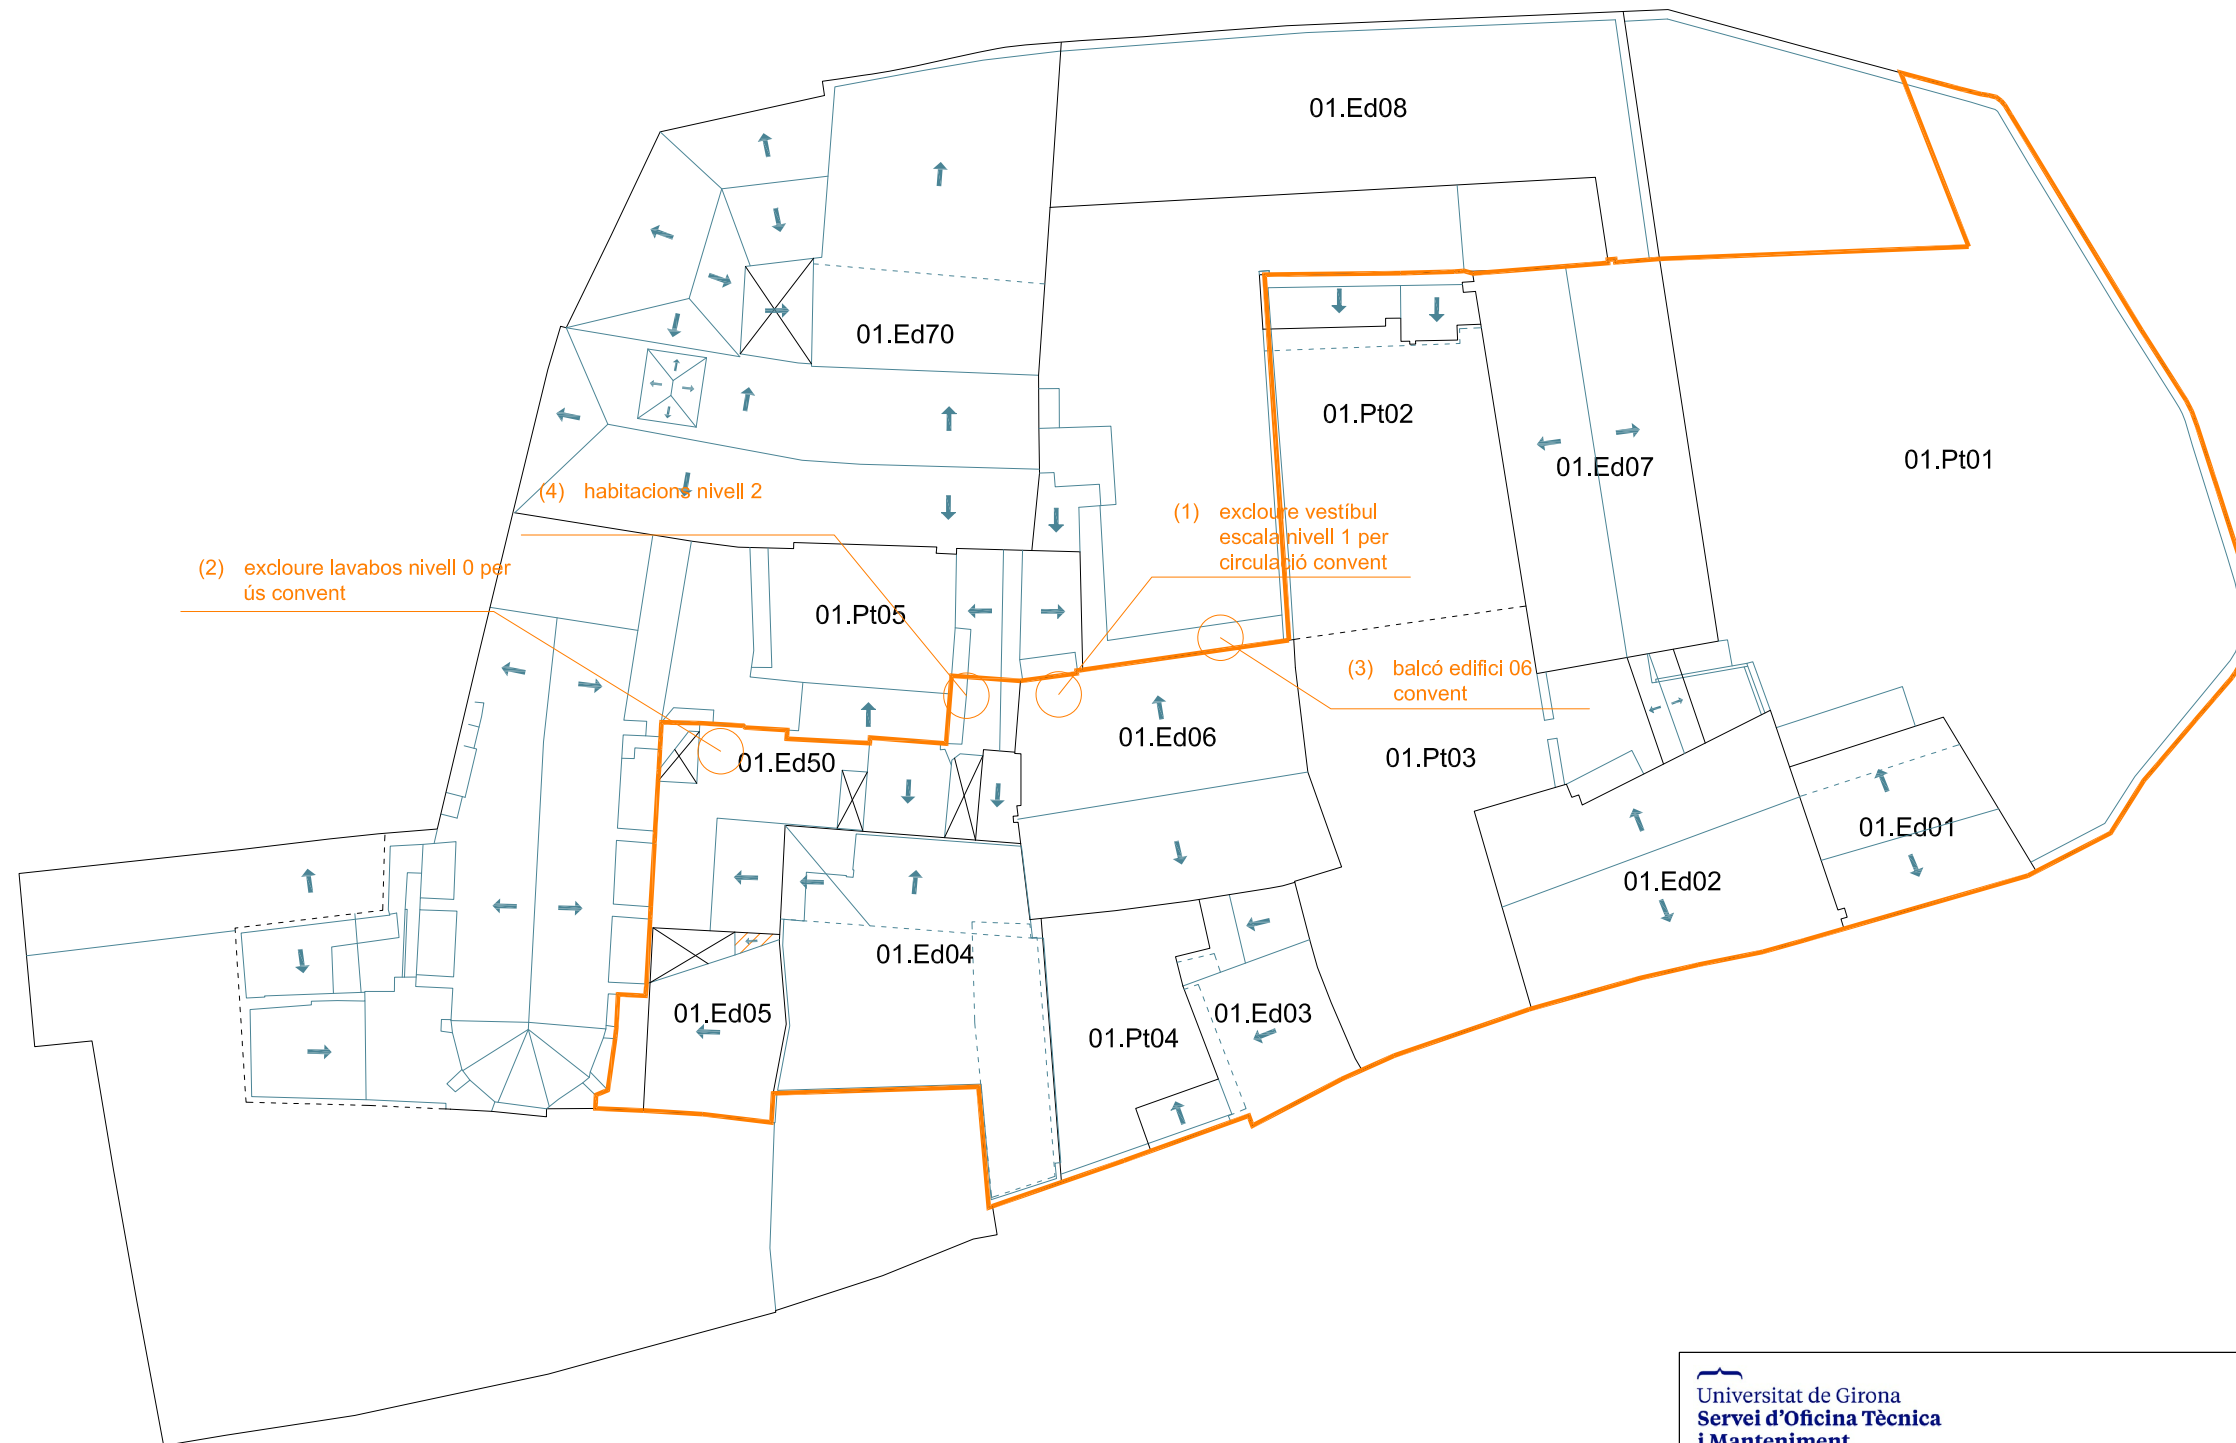 01.Ed08
01.Ed70
01.Pt02
01.Ed07
01.Pt01
(4) habitacions nivell 2
(1) excloure vestíbul
escala nivell 1 per
circulació convent
(2) excloure lavabos nivell 0 per
ús convent
01.Pt05
(3) balcó edifici 06
convent
01.Ed06
01.Pt03
01.Ed50
01.Ed01
01.Ed02
01.Ed04
01.Ed05
01.Ed03
01.Pt04
Universitat de Girona
Servei d'Oficina Tècnica
i Manteniment